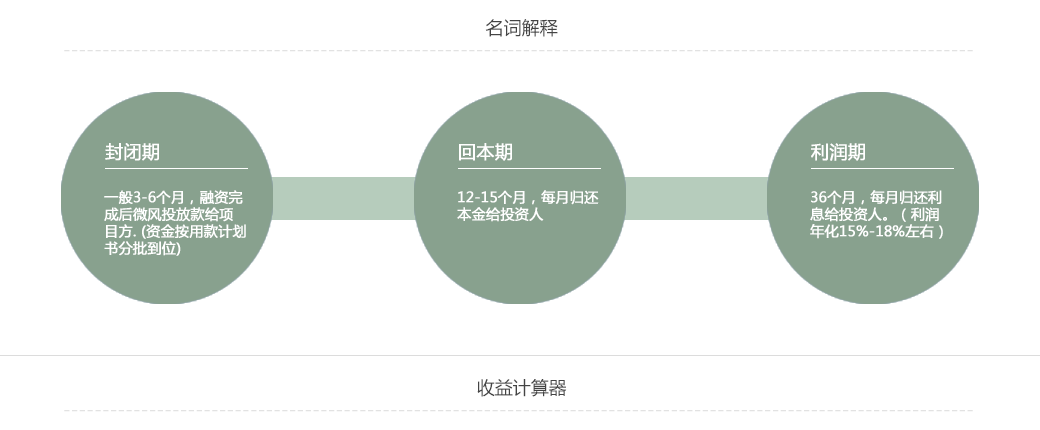 名词解释
封闭期
一般3-6个月，融资完
成后微风投放款给项
目方. (资金按用款计划
书分批到位)
回本期
12-15个月，每月归还
本金给投资人
利润期
36个月，每月归还利
息给投资人。（利润
年化15%-18%左右）
收益计算器